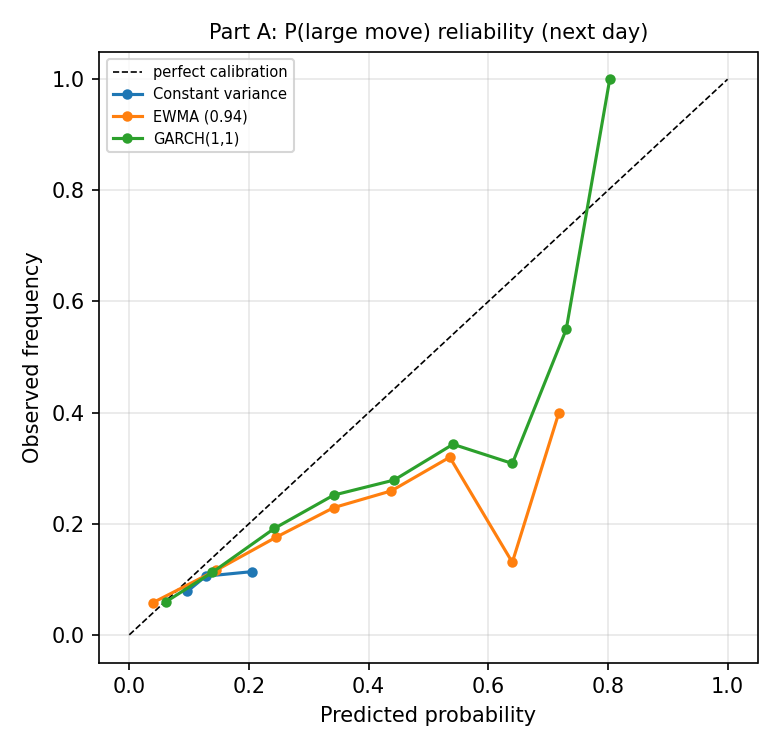 Part A: P(large move) reliability (next day)
perfect calibration
Constant variance
EWMA (0.94)
GARCH(1,1)
1.0
0.8
0.6
0.4
0.2
0.0
Observed frequency
0.0 0.2 0.4 0.6 0.8 1.0
Predicted probability